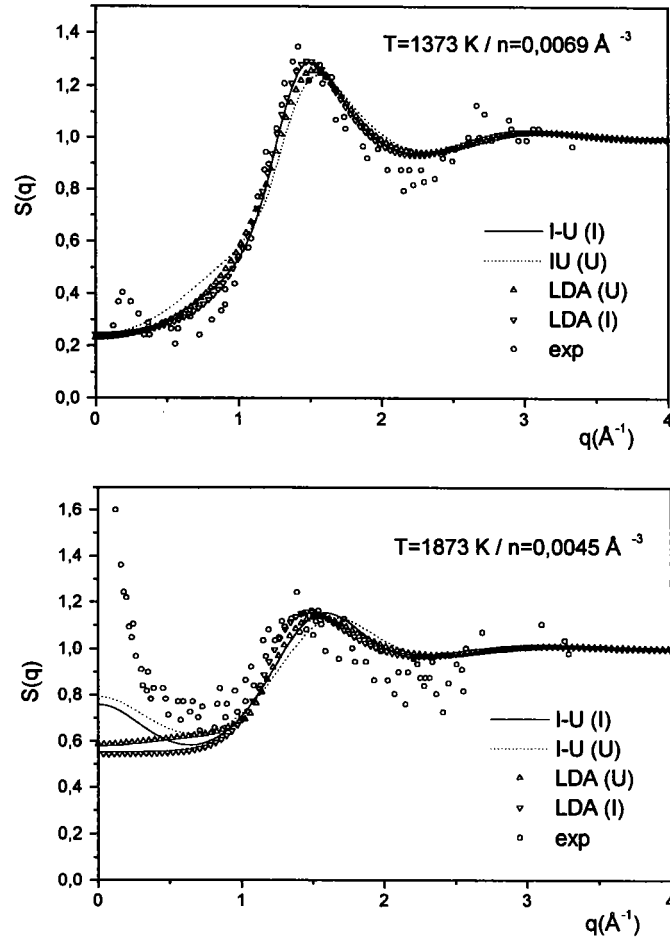 T=1373 K / n=0,0069 Å ⁻³
1,4
1,2
1,0
0,8
0,6
0,4
0,2
0,0
S(q)
I-U (I)
IU (U)
LDA (U)
LDA (I)
exp
0 1 2 3 4
q(Å⁻¹)
1,6
1,4
1,2
1,0
0,8
0,6
0,4
0,2
0,0
S(q)
T=1873 K / n=0,0045 Å ⁻³
I-U (I)
I-U (U)
LDA (U)
LDA (I)
exp
0 1 2 3 4
q(Å⁻¹)